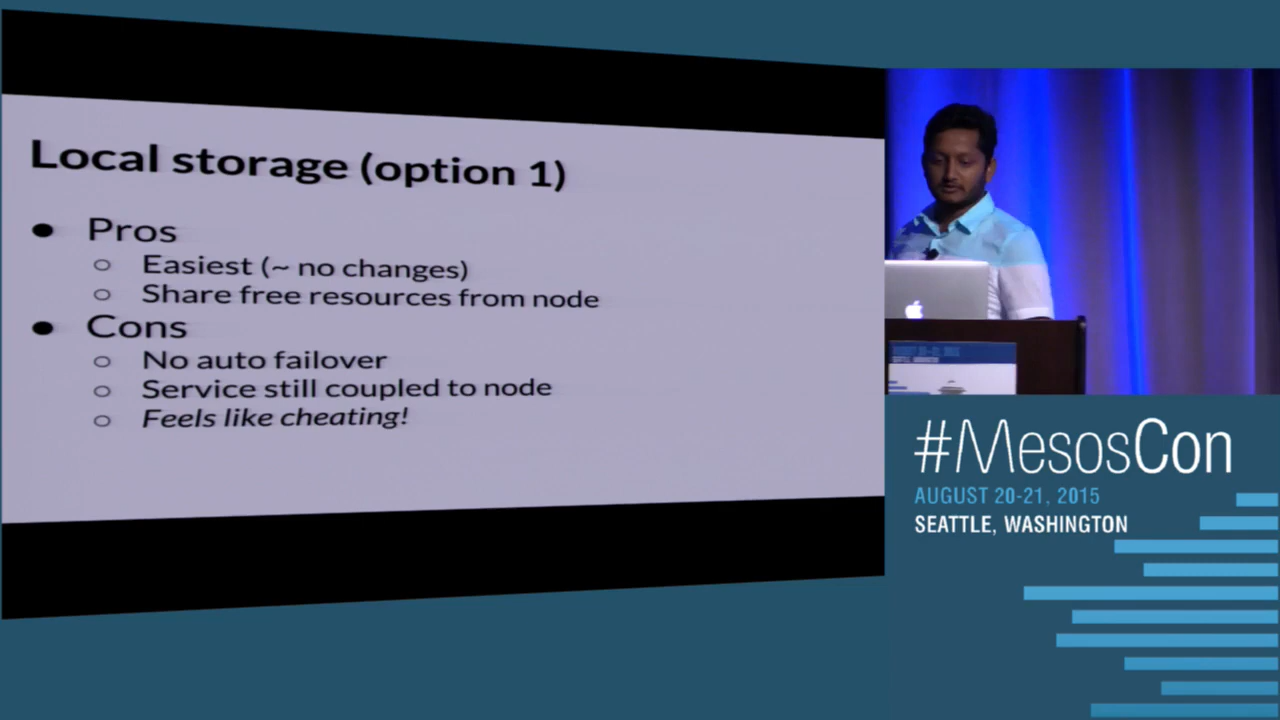 Local storage (option 1)
● Pros
○ Easiest (~ no changes)
○ Share free resources from node
● Cons
○ No auto failover
○ Service still coupled to node
○ Feels like cheating!
#MesosCon
AUGUST 20-21, 2015
SEATTLE, WASHINGTON